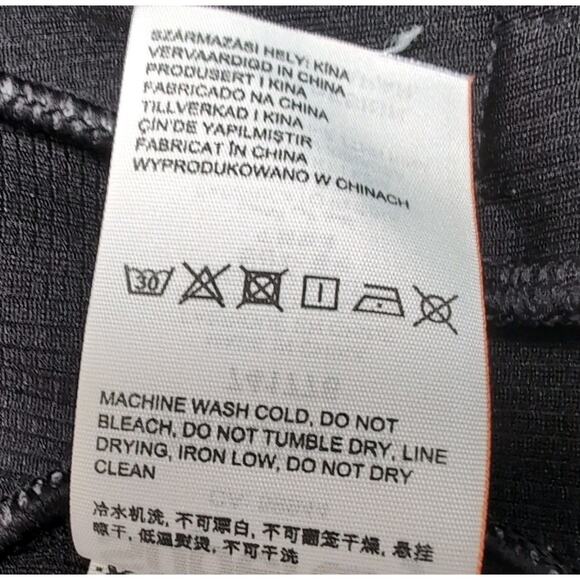 SZÁRMAZÁSI HELY: KÍNA
VERVAARDIGD IN CHINA
PRODUSERT I KINA
FABRICADO NA CHINA
TILLVERKAD I KINA
ÇİN'DE YAPILMIŞTIR
FABRICAT ÎN CHINA
WYPRODUKOWANO W CHINACH
30
MACHINE WASH COLD, DO NOT
BLEACH, DO NOT TUMBLE DRY, LINE
DRYING, IRON LOW, DO NOT DRY
CLEAN
冷水机洗, 不可漂白, 不可翻笼干燥, 悬挂
晾干, 低温熨烫, 不可干洗